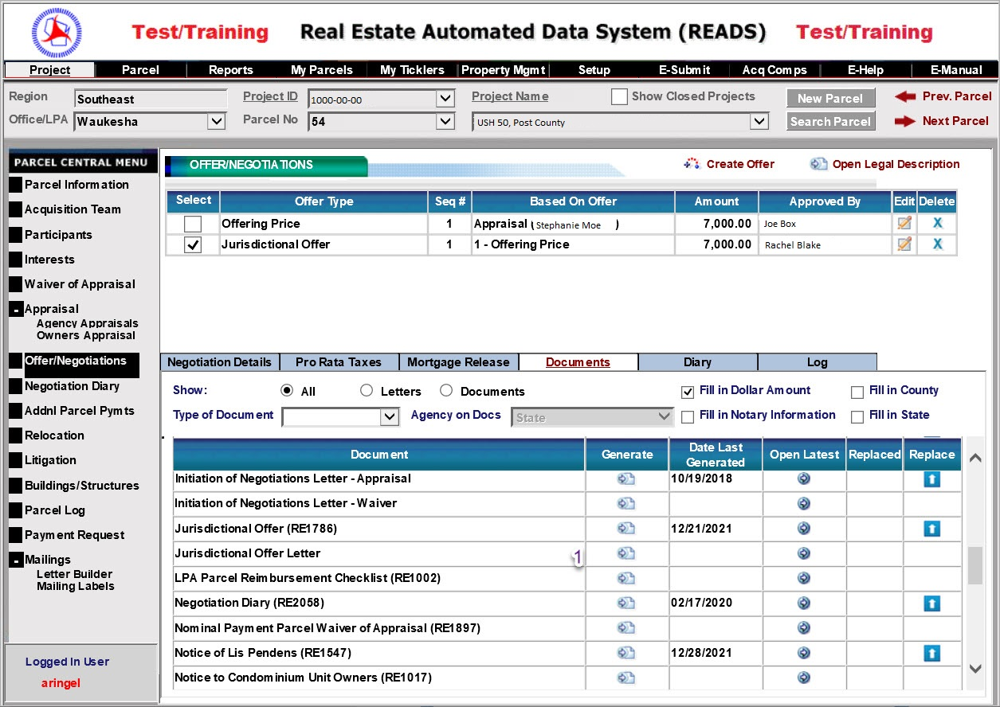 Test/Training Real Estate Automated Data System (READS) Test/Training
Project Parcel Reports My Parcels My Ticklers Property Mgmt Setup E-Submit Acq Comps E-Help E-Manual
Region Southeast Project ID 1000-00-00 Project Name Show Closed Projects New Parcel Prev. Parcel
Office/LPA Waukesha Parcel No 54 USH 50, Post County Search Parcel Next Parcel
PARCEL CENTRAL MENU
Parcel Information
Acquisition Team
Participants
Interests
Waiver of Appraisal
- Appraisal
Agency Appraisals
Owners Appraisal
Offer/Negotiations
Negotiation Diary
Addnl Parcel Pymts
Relocation
Litigation
Buildings/Structures
Parcel Log
Payment Request
- Mailings
Letter Builder
Mailing Labels
Logged In User
aringel
OFFER/NEGOTIATIONS Create Offer Open Legal Description
Select Offer Type Seq # Based On Offer Amount Approved By Edit Delete
Offering Price 1 Appraisal ( Stephanie Moe ) 7,000.00 Joe Box X
Jurisdictional Offer 1 1 - Offering Price 7,000.00 Rachel Blake X
Negotiation Details Pro Rata Taxes Mortgage Release Documents Diary Log
Show: All Letters Documents Fill in Dollar Amount Fill in County
Type of Document Agency on Docs State Fill in Notary Information Fill in State
Document Generate Date Last Generated Open Latest Replaced Replace
Initiation of Negotiations Letter - Appraisal 10/19/2018
Initiation of Negotiations Letter - Waiver
Jurisdictional Offer (RE1786) 12/21/2021
Jurisdictional Offer Letter 1
LPA Parcel Reimbursement Checklist (RE1002)
Negotiation Diary (RE2058) 02/17/2020
Nominal Payment Parcel Waiver of Appraisal (RE1897)
Notice of Lis Pendens (RE1547) 12/28/2021
Notice to Condominium Unit Owners (RE1017)